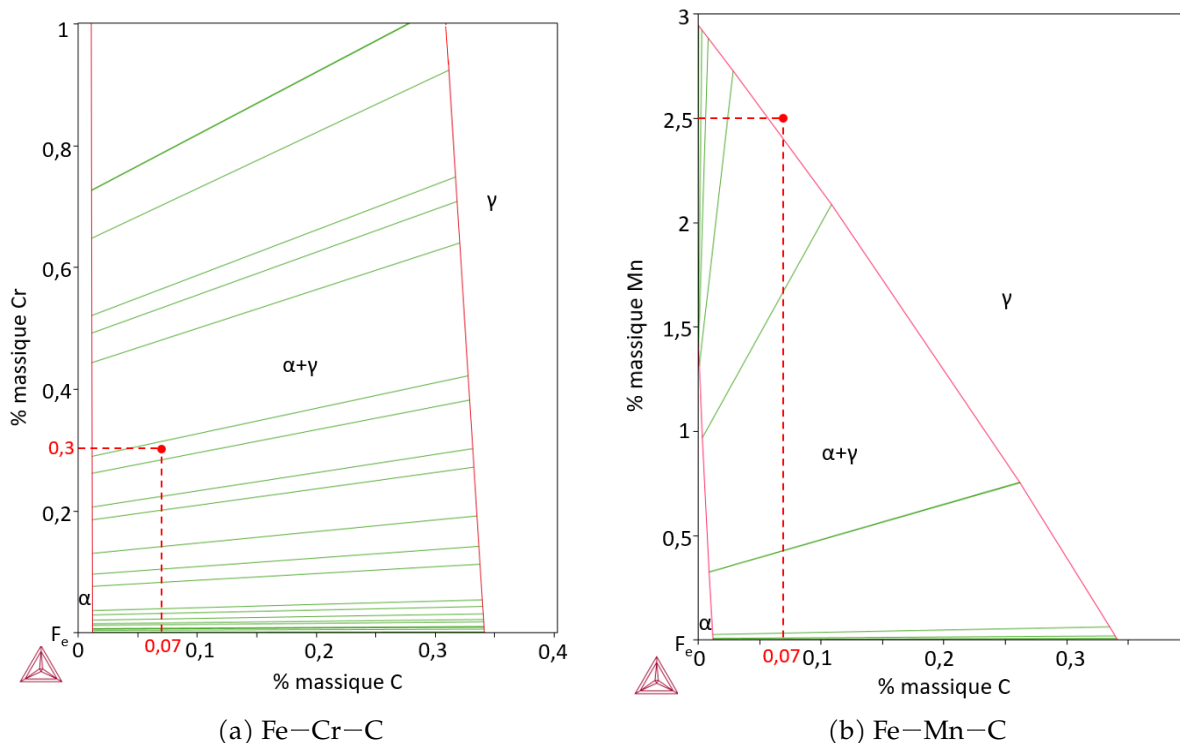 1
0,8
0,6
0,4
0,3
0,2
% massique Cr
γ
α+γ
α
Fe
0
0,07
0,1
0,2
0,3
0,4
% massique C
(a) Fe−Cr−C
3
2,5
2
1,5
1
0,5
% massique Mn
γ
α+γ
α
Fe
0
0,07
0,1
0,2
0,3
% massique C
(b) Fe−Mn−C